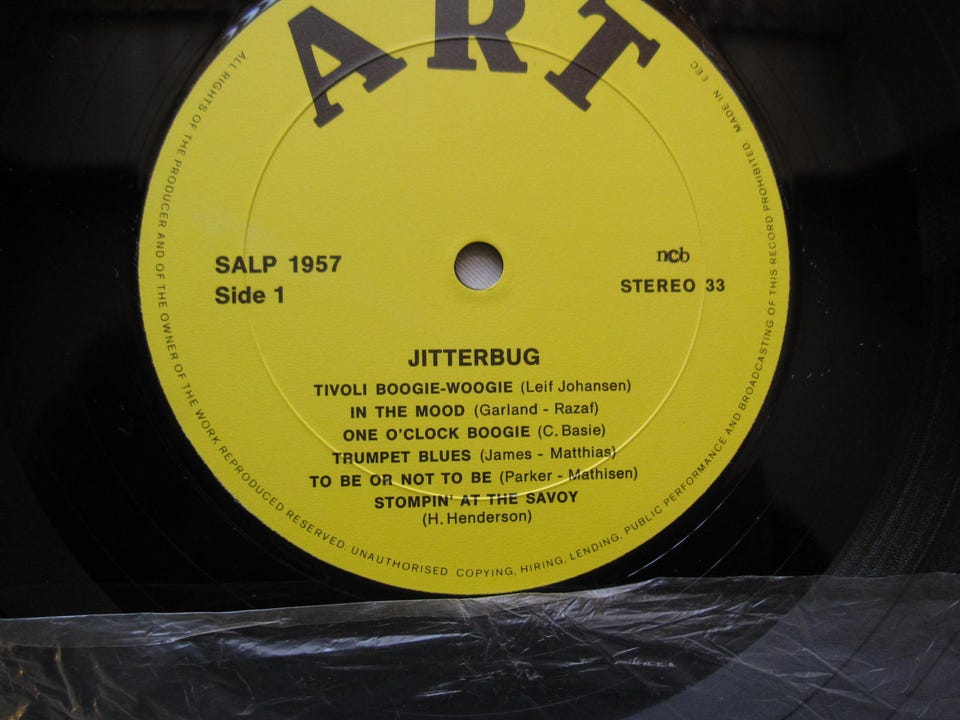 ART
SALP 1957
Side 1
ncb
STEREO 33
JITTERBUG
TIVOLI BOOGIE-WOOGIE (Leif Johansen)
IN THE MOOD (Garland - Razaf)
ONE O'CLOCK BOOGIE (C. Basie)
TRUMPET BLUES (James - Matthias)
TO BE OR NOT TO BE (Parker - Mathisen)
STOMPIN' AT THE SAVOY
(H. Henderson)
ALL RIGHTS OF THE PRODUCER AND OF THE OWNER OF THE WORK REPRODUCED RESERVED. UNAUTHORISED COPYING, HIRING, LENDING, PUBLIC PERFORMANCE AND BROADCASTING OF THIS RECORD PROHIBITED. MADE IN EEC